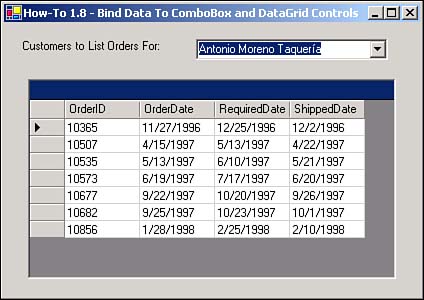 How-To 1.8 - Bind Data To ComboBox and DataGrid Controls
Customers to List Orders For: Antonio Moreno Taquería
OrderID OrderDate RequiredDate ShippedDate
10365 11/27/1996 12/25/1996 12/2/1996
10507 4/15/1997 5/13/1997 4/22/1997
10535 5/13/1997 6/10/1997 5/21/1997
10573 6/19/1997 7/17/1997 6/20/1997
10677 9/22/1997 10/20/1997 9/26/1997
10682 9/25/1997 10/23/1997 10/1/1997
10856 1/28/1998 2/25/1998 2/10/1998